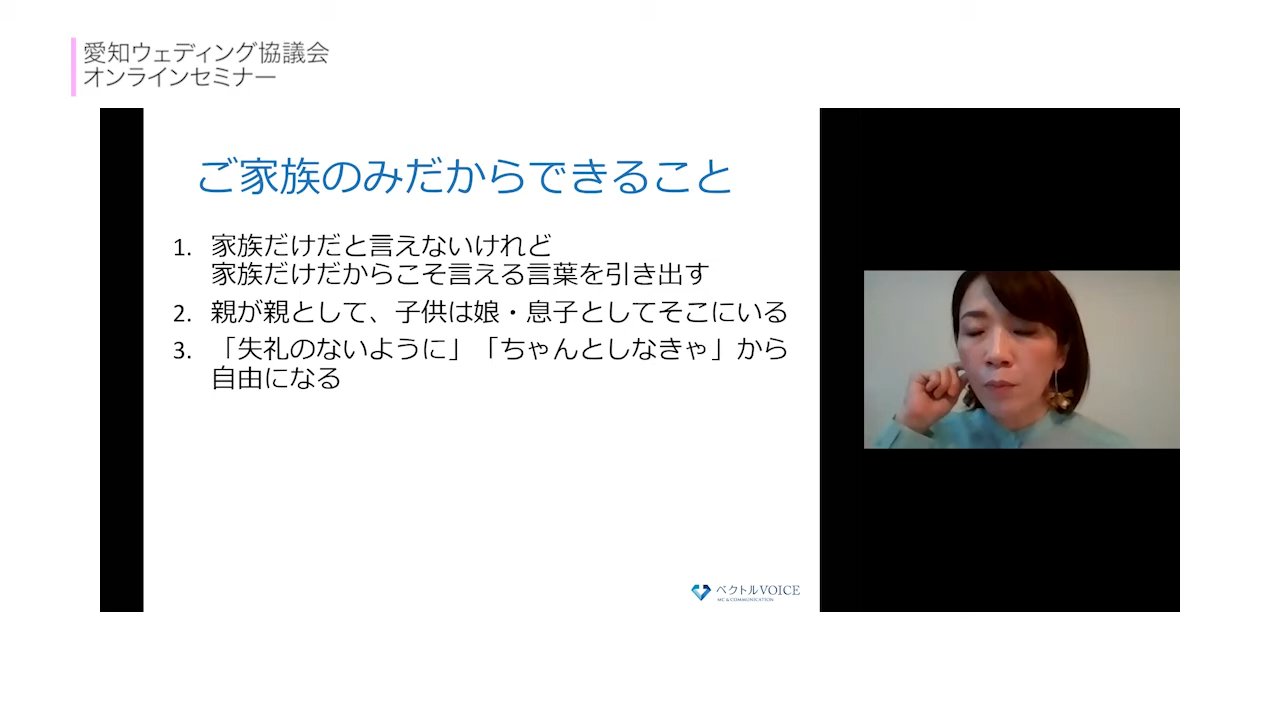 愛知ウェディング協議会
オンラインセミナー
ご家族のみだからできること
1. 家族だけだと言えないけれど
家族だけだからこそ言える言葉を引き出す
2. 親が親として、子供は娘・息子としてそこにいる
3. 「失礼のないように」「ちゃんとしなきゃ」から
自由になる
ベクトルVOICE
MC & COMMUNICATION